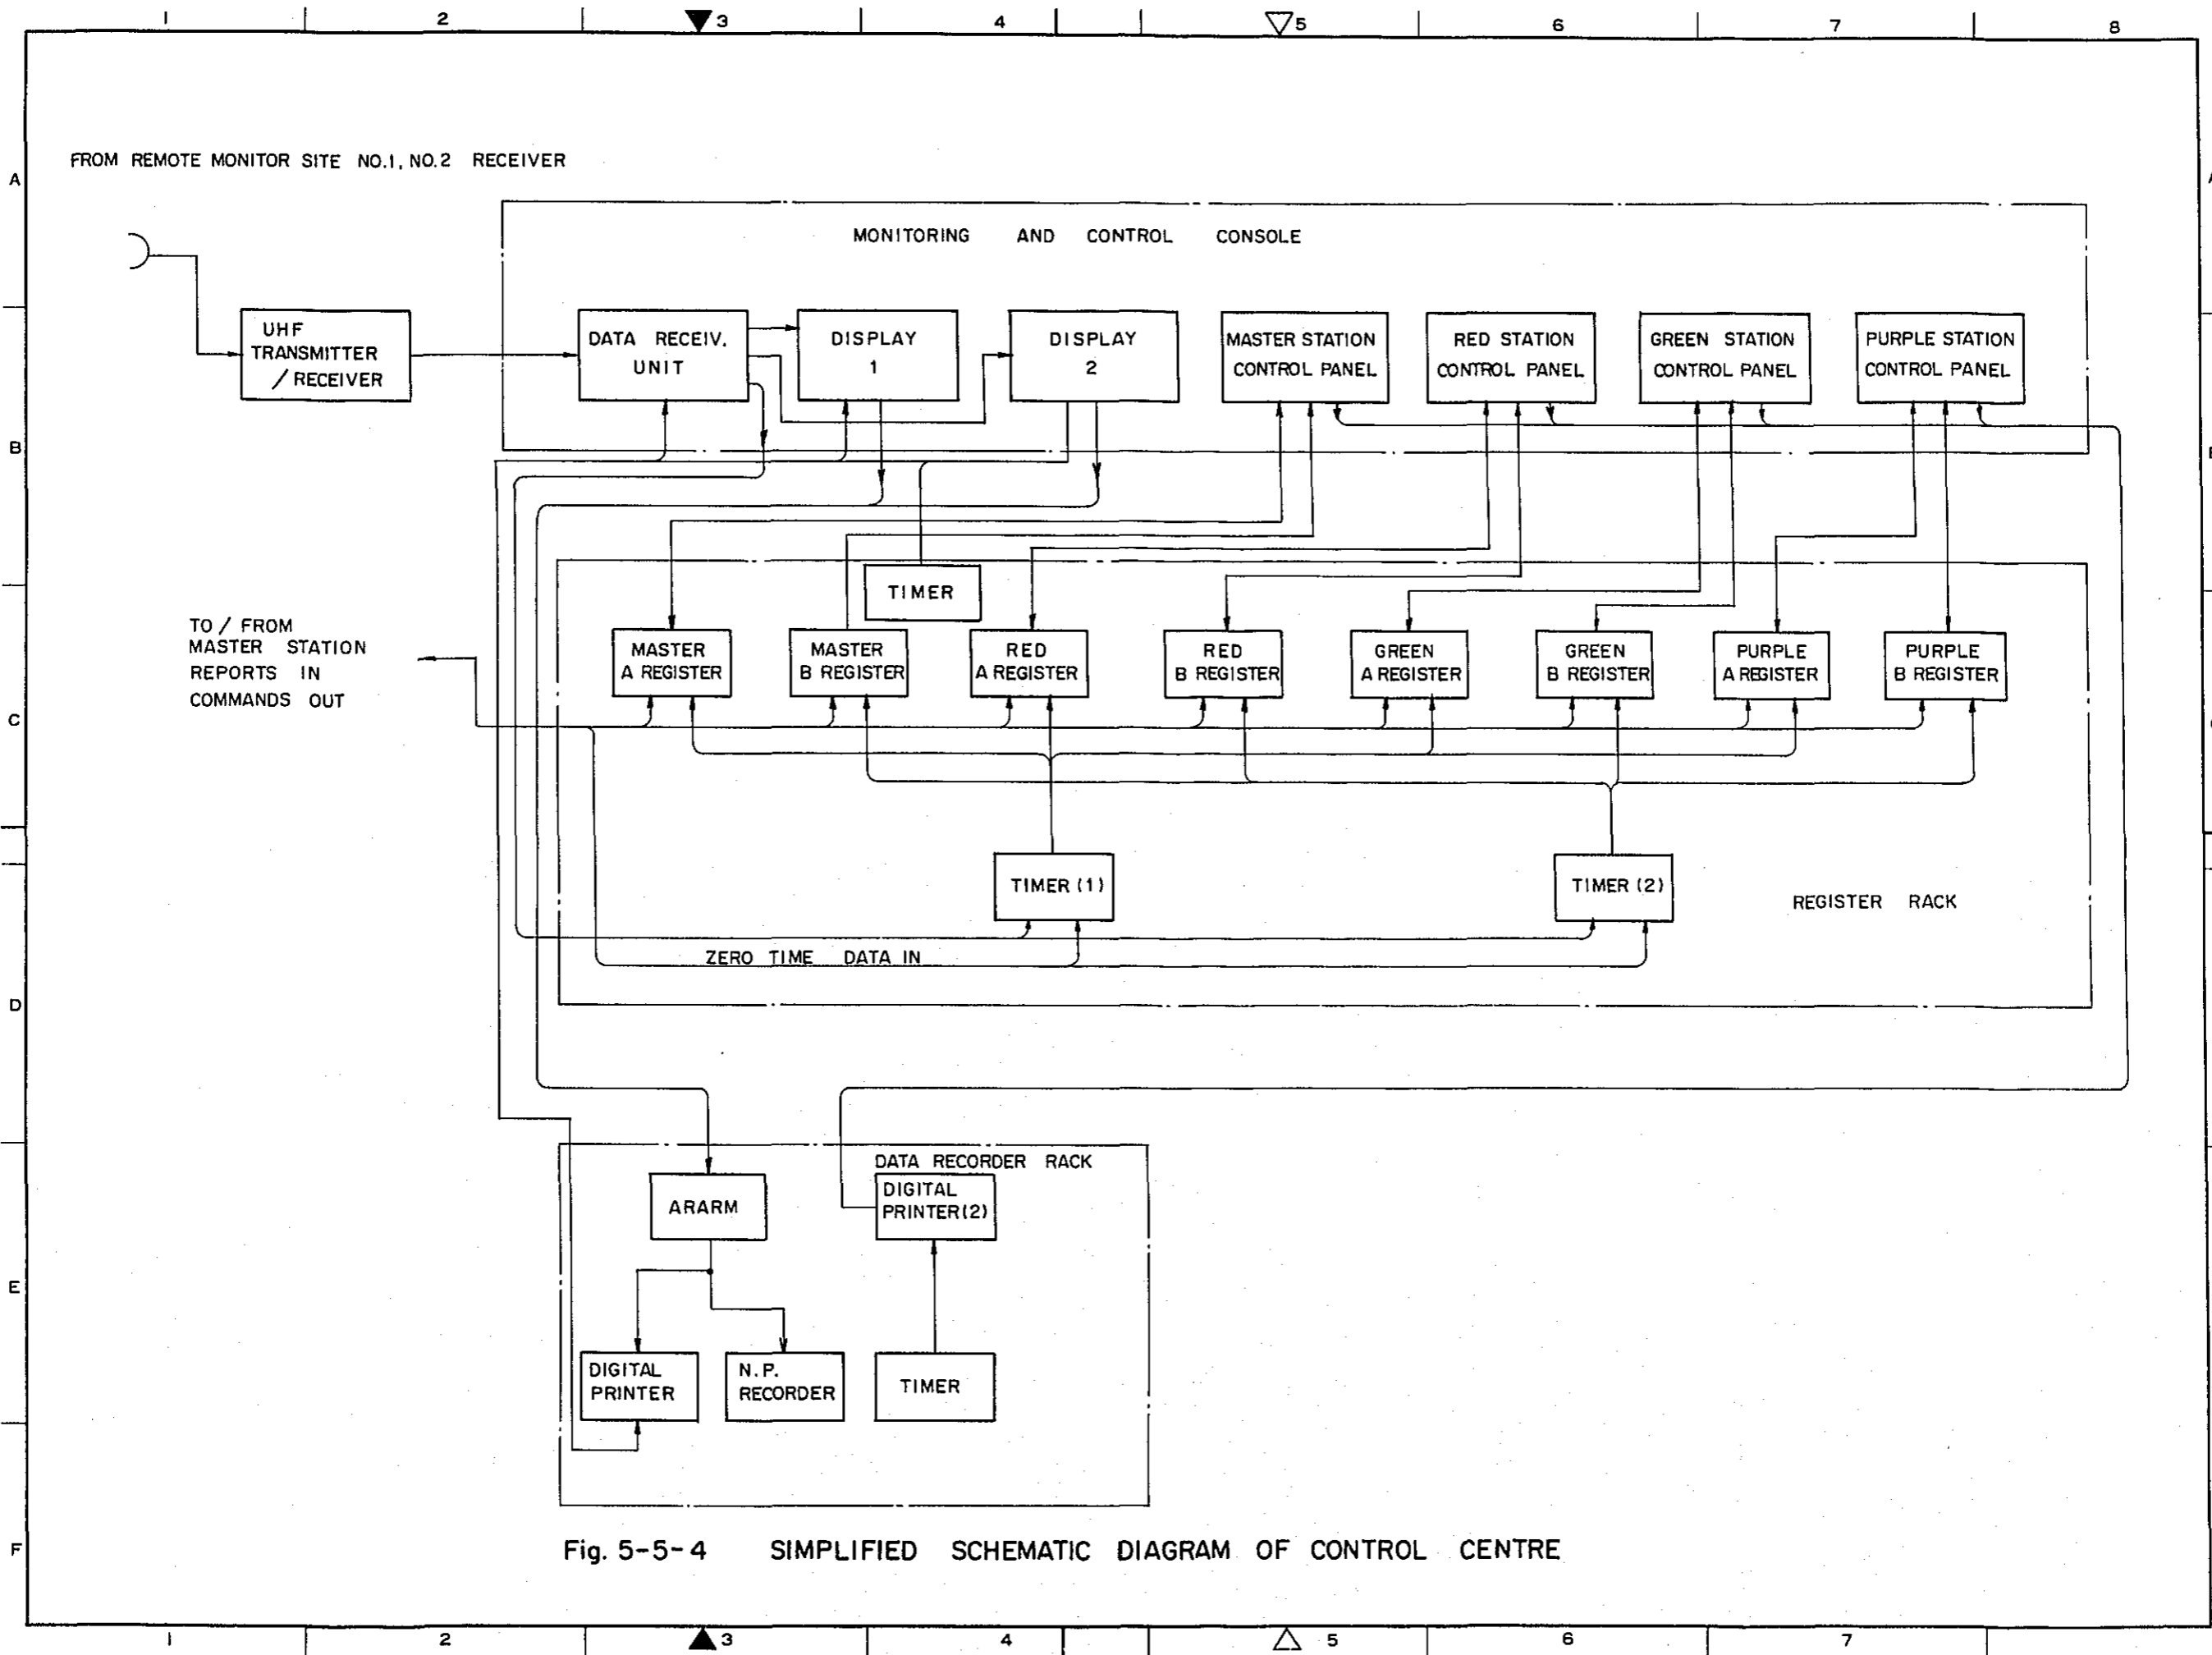 1 2 3 4 5 6 7 8
FROM REMOTE MONITOR SITE NO.1, NO.2 RECEIVER
A
MONITORING AND CONTROL CONSOLE
UHF
TRANSMITTER
/ RECEIVER
DATA RECEIV.
UNIT
DISPLAY
1
DISPLAY
2
MASTER STATION
CONTROL PANEL
RED STATION
CONTROL PANEL
GREEN STATION
CONTROL PANEL
PURPLE STATION
CONTROL PANEL
B
TIMER
TO / FROM
MASTER STATION
REPORTS IN
COMMANDS OUT
MASTER
A REGISTER
MASTER
B REGISTER
RED
A REGISTER
RED
B REGISTER
GREEN
A REGISTER
GREEN
B REGISTER
PURPLE
A REGISTER
PURPLE
B REGISTER
C
TIMER (1)
TIMER (2)
REGISTER RACK
ZERO TIME DATA IN
D
DATA RECORDER RACK
ARARM
DIGITAL
PRINTER(2)
E
DIGITAL
PRINTER
N.P.
RECORDER
TIMER
F
Fig. 5-5-4 SIMPLIFIED SCHEMATIC DIAGRAM OF CONTROL CENTRE
1 2 3 4 5 6 7